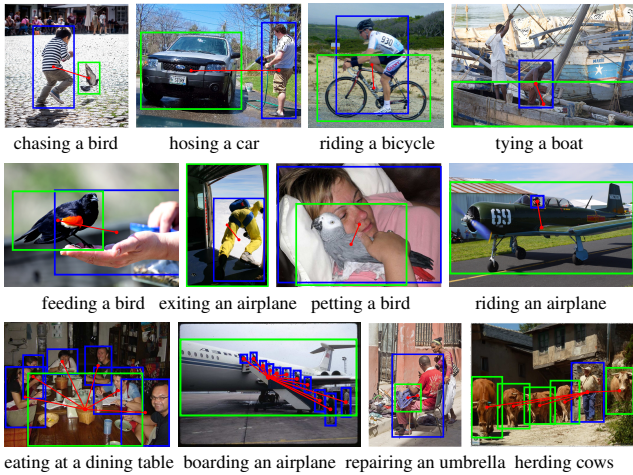 930
chasing a bird
hosing a car
riding a bicycle
tying a boat
69
feeding a bird
exiting an airplane
petting a bird
riding an airplane
eating at a dining table
boarding an airplane
repairing an umbrella
herding cows